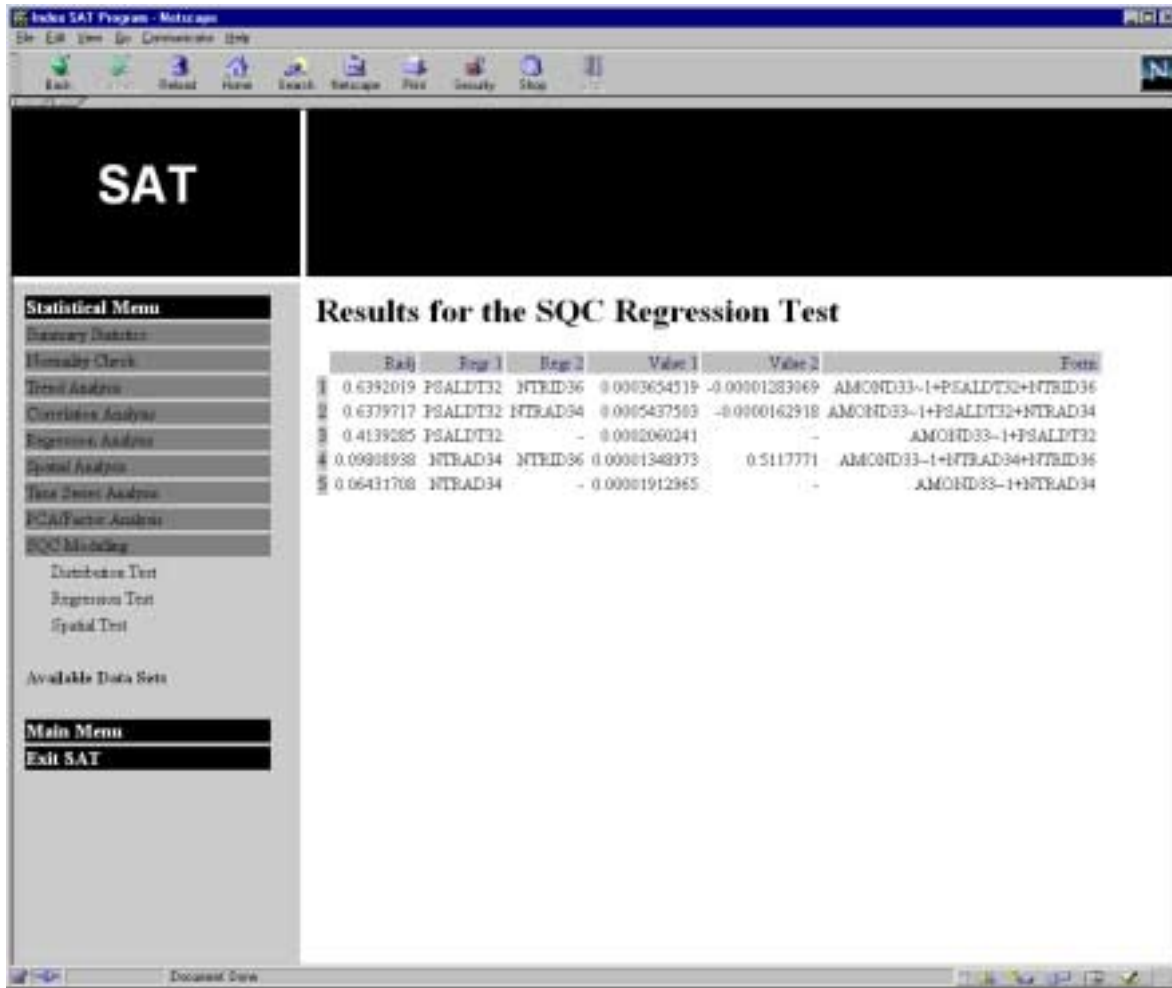 Index SAT Program - Netscape
File Edit View Go Communicator Help
Back Reload Home Search Netscape Print Security Shop
SAT
Statistical Menu
Summary Statistics
Normality Check
Trend Analysis
Correlation Analysis
Regression Analysis
Spatial Analysis
Time Series Analysis
PCA/Factor Analysis
SQC Modeling
Distribution Test
Regression Test
Spatial Test
Available Data Sets
Main Menu
Exit SAT
Results for the SQC Regression Test
Radj Regr 1 Regr 2 Value 1 Value 2 Form
1 0.6392019 PSALDT32 NTRID36 0.0003654519 -0.00001283069 AMOND33~1+PSALDT32+NTRID36
2 0.6379717 PSALDT32 NTRAD34 0.0005437503 -0.0000162918 AMOND33~1+PSALDT32+NTRAD34
3 0.4139285 PSALDT32 - 0.0002060241 - AMOND33~1+PSALDT32
4 0.09808938 NTRAD34 NTRID36 0.00001348973 0.5117771 AMOND33~1+NTRAD34+NTRID36
5 0.06431708 NTRAD34 - 0.00001912965 - AMOND33~1+NTRAD34
Document Done